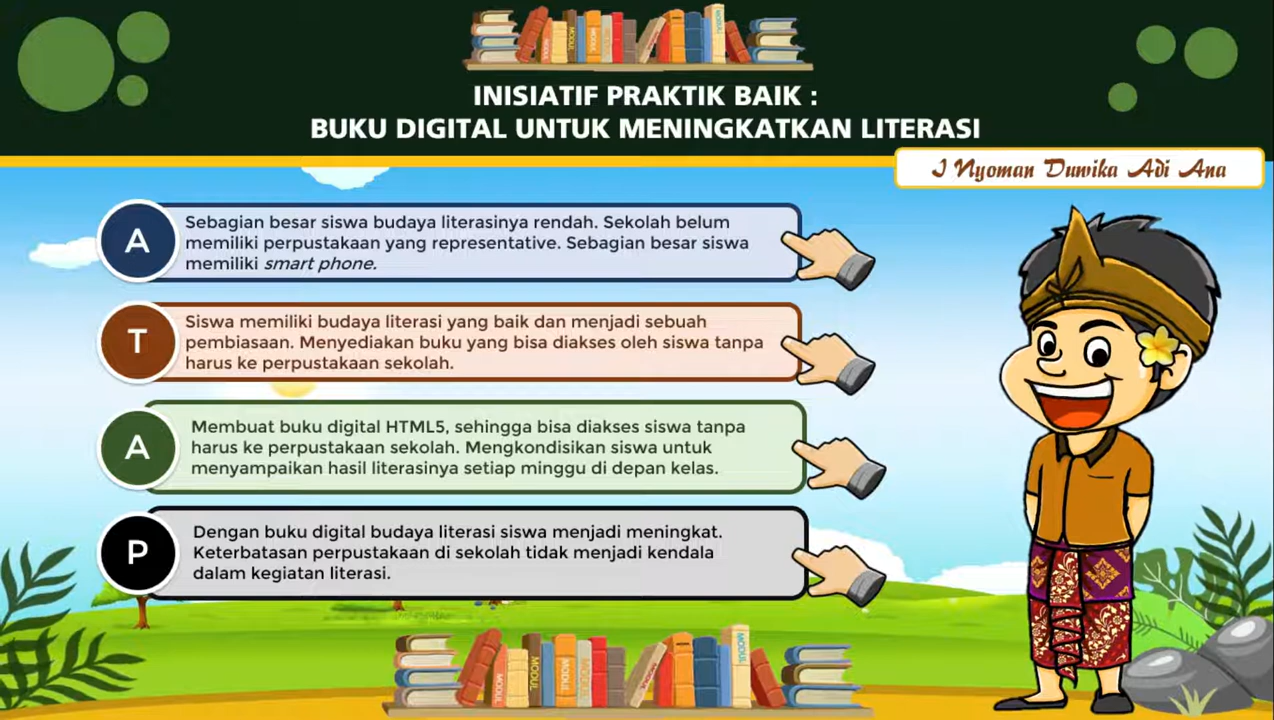 INISIATIF PRAKTIK BAIK :
BUKU DIGITAL UNTUK MENINGKATKAN LITERASI
I Nyoman Duwika Adi Ana
A
Sebagian besar siswa budaya literasinya rendah. Sekolah belum
memiliki perpustakaan yang representative. Sebagian besar siswa
memiliki smart phone.
T
Siswa memiliki budaya literasi yang baik dan menjadi sebuah
pembiasaan. Menyediakan buku yang bisa diakses oleh siswa tanpa
harus ke perpustakaan sekolah.
A
Membuat buku digital HTML5, sehingga bisa diakses siswa tanpa
harus ke perpustakaan sekolah. Mengkondisikan siswa untuk
menyampaikan hasil literasinya setiap minggu di depan kelas.
P
Dengan buku digital budaya literasi siswa menjadi meningkat.
Keterbatasan perpustakaan di sekolah tidak menjadi kendala
dalam kegiatan literasi.
MODUL
MODUL
MODUL
MODUL